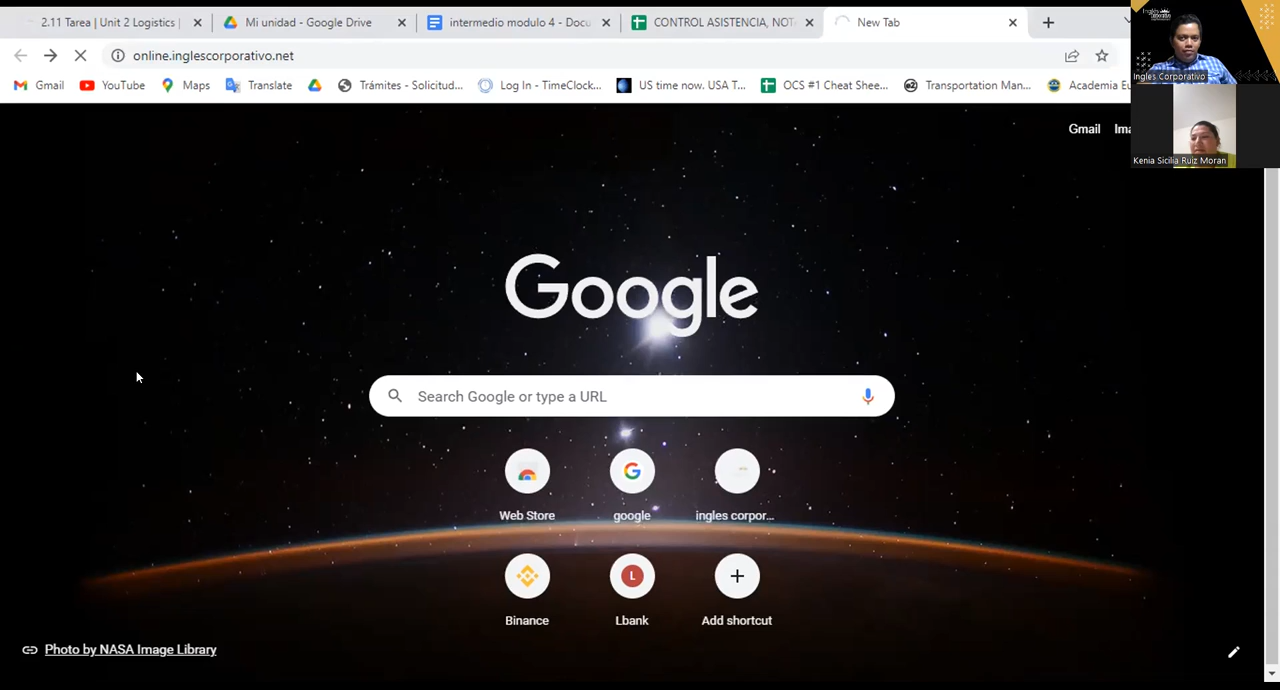 2.11 Tarea | Unit 2 Logistics |
Mi unidad - Google Drive
intermedio modulo 4 - Docu
CONTROL ASISTENCIA, NOT
New Tab
online.inglescorporativo.net
Gmail
YouTube
Maps
Translate
Trámites - Solicitud...
Log In - TimeClock...
US time now. USA T...
OCS #1 Cheat Shee...
Transportation Man...
Academia Eu
Ingles Corporativo
Kenia Sicilia Ruiz Moran
Gmail
Ima
Google
Search Google or type a URL
Web Store
google
ingles corpor...
L
Binance
Lbank
Add shortcut
Photo by NASA Image Library